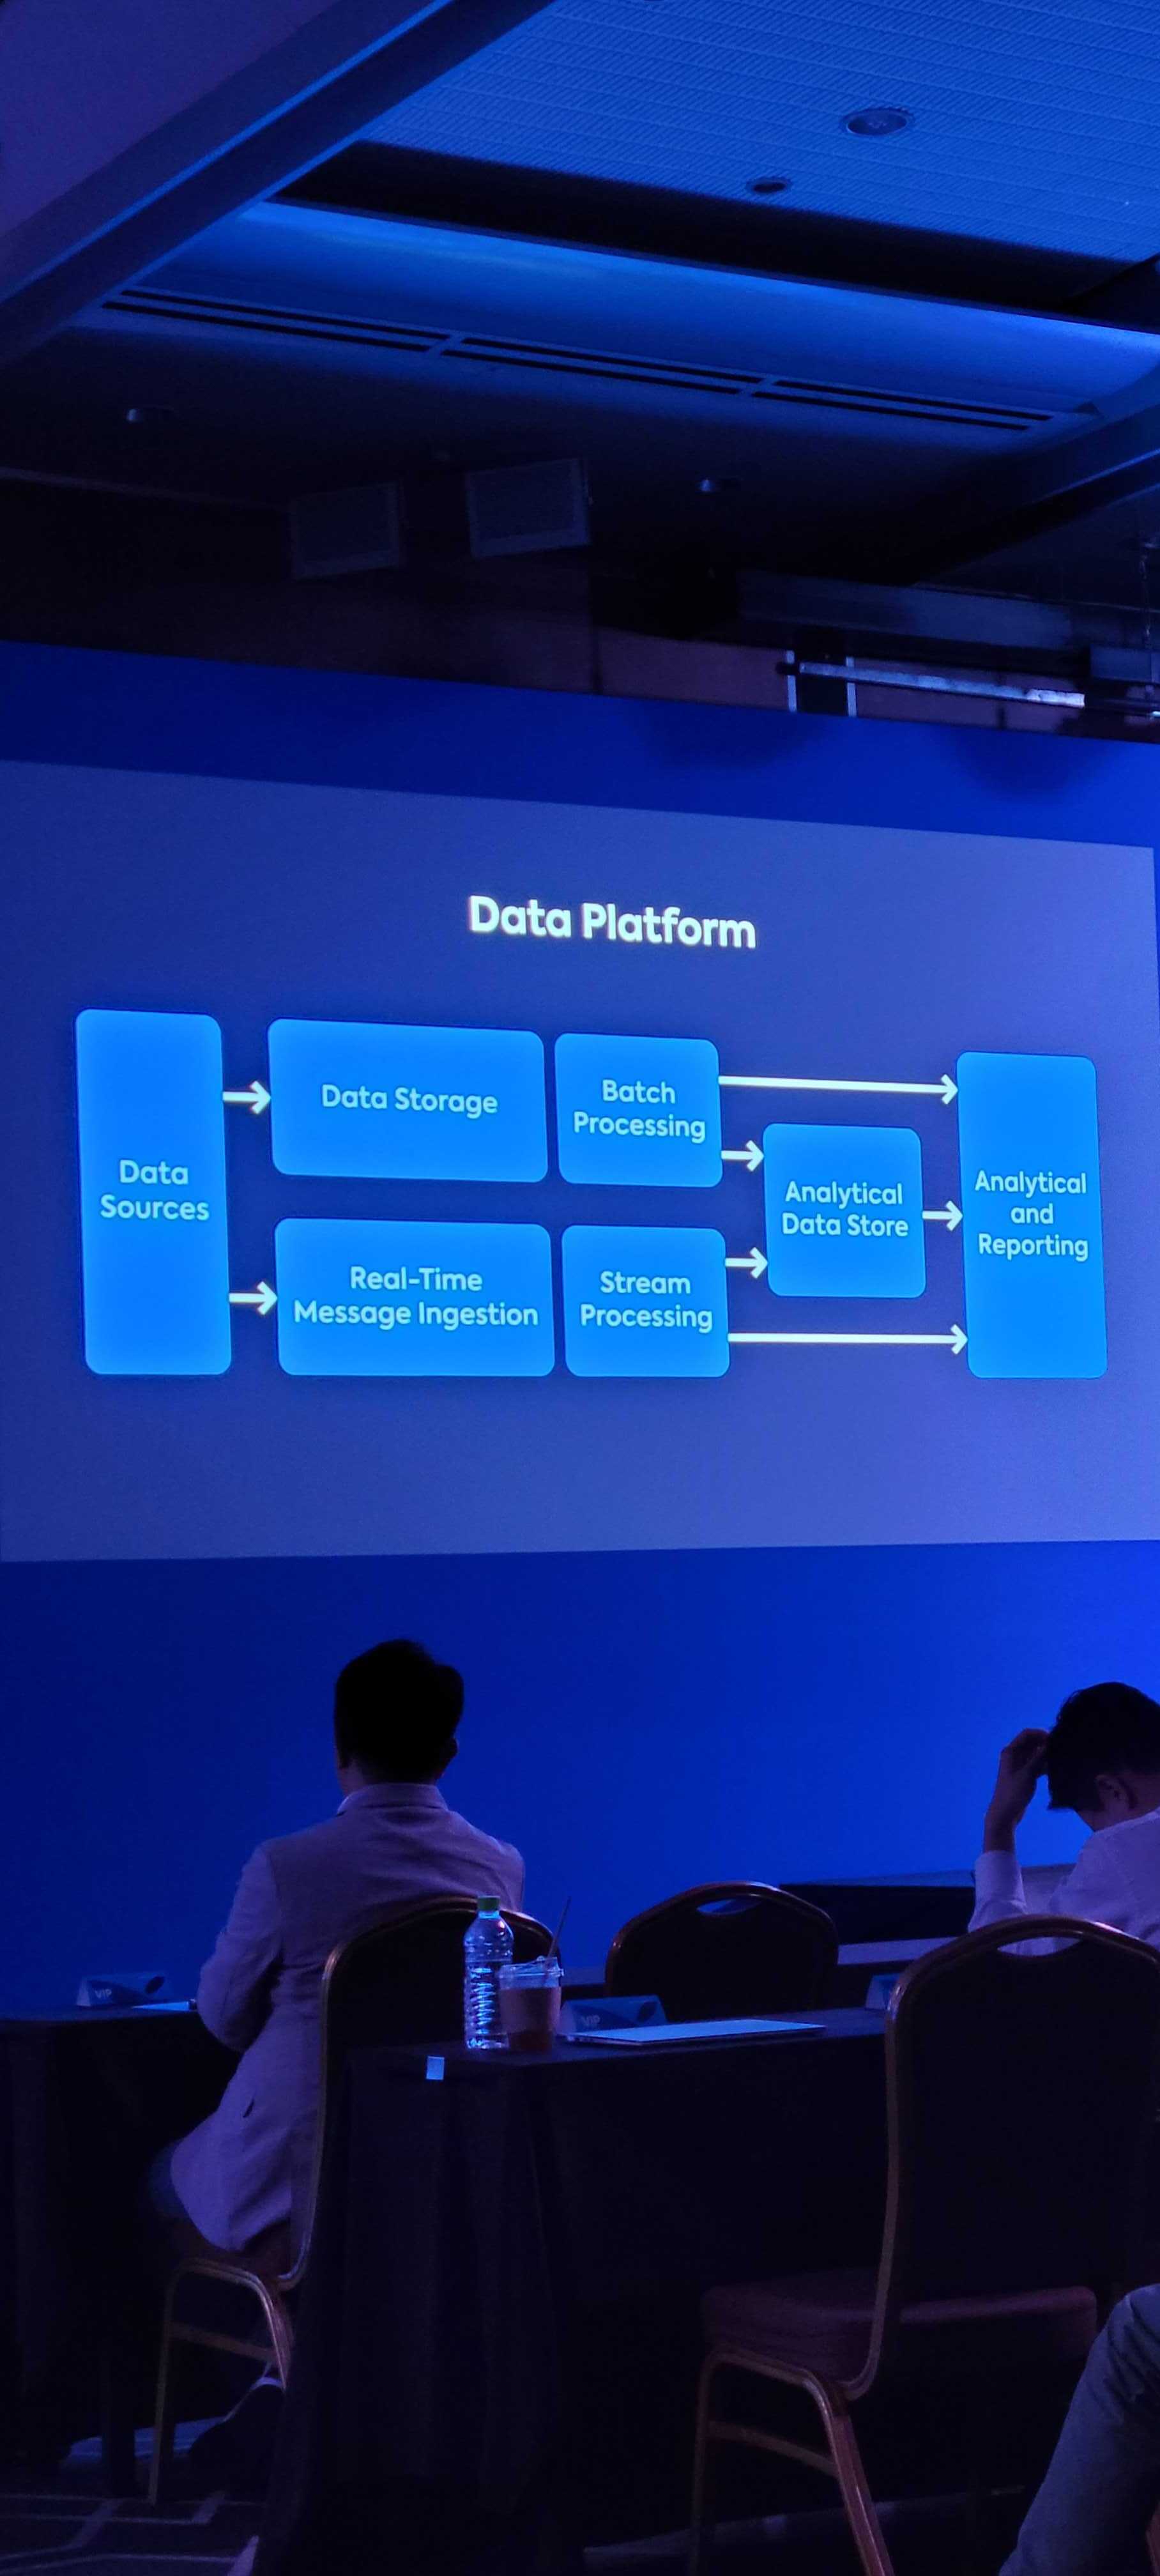 Data Platform
Data
Sources
Data Storage
Batch
Processing
Real-Time
Message Ingestion
Stream
Processing
Analytical
Data Store
Analytical
and
Reporting
VIP
VIP